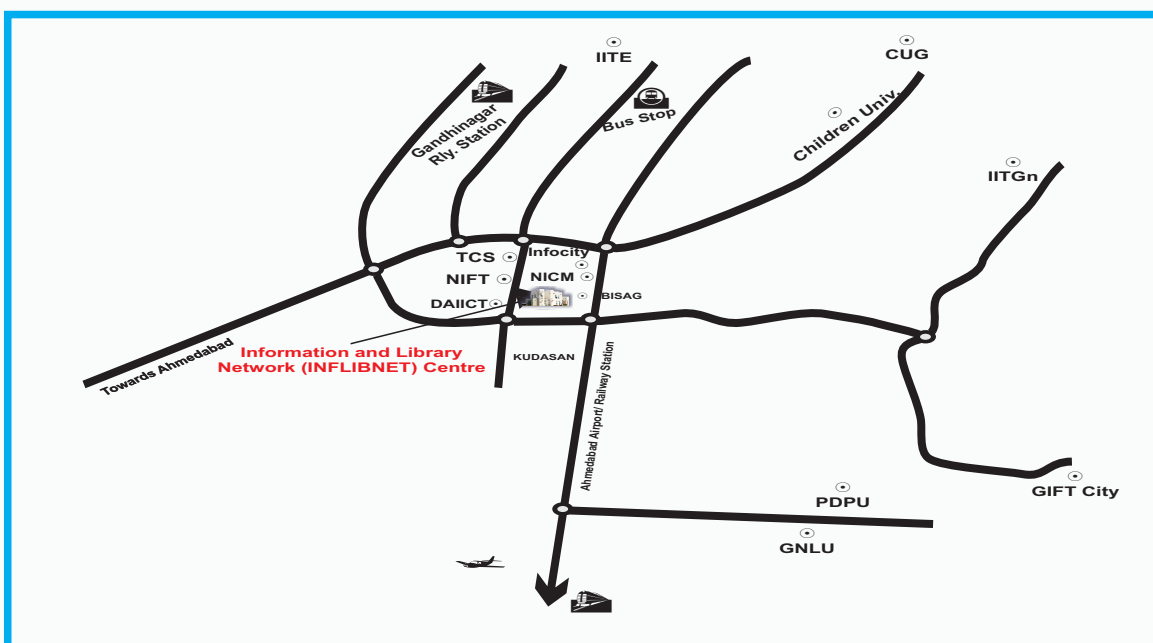 IITE
CUG
Gandhinagar
Rly. Station
Bus Stop
Children Univ.
IITGn
TCS
Infocity
NIFT
NICM
DAIICT
BISAG
Towards Ahmedabad
Information and Library
Network (INFLIBNET) Centre
KUDASAN
Ahmedabad Airport/ Railway Station
GIFT City
PDPU
GNLU